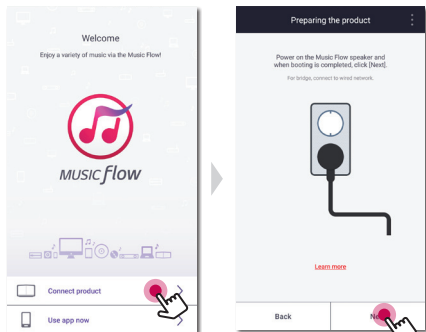 Welcome
Enjoy a variety of music via the Music Flow!
MUSIC flow
Connect product
Use app now
Preparing the product
Power on the Music Flow speaker and
when booting is completed, click [Next].
For bridge, connect to wired network.
Learn more
Back